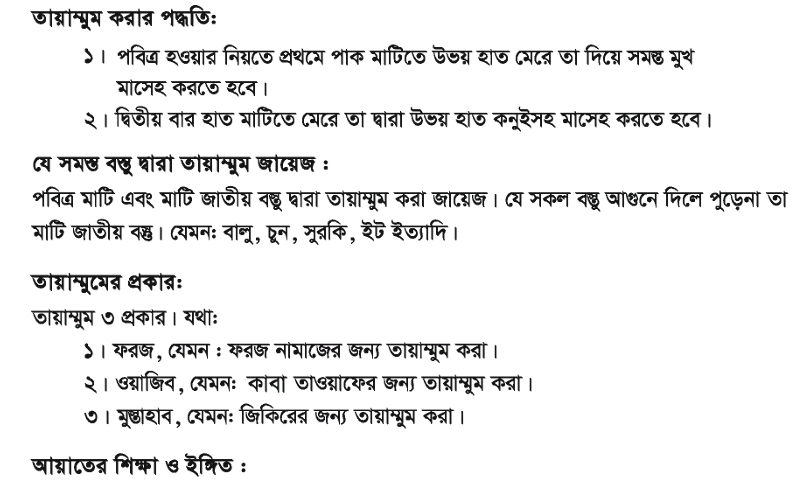 তায়াম্মুম করার পদ্ধতি:
১। পবিত্র হওয়ার নিয়তে প্রথমে পাক মাটিতে উভয় হাত মেরে তা দিয়ে সমস্ত মুখ
মাসেহ করতে হবে।
২। দ্বিতীয় বার হাত মাটিতে মেরে তা দ্বারা উভয় হাত কনুইসহ মাসেহ করতে হবে।
যে সমস্ত বস্তু দ্বারা তায়াম্মুম জায়েজ :
পবিত্র মাটি এবং মাটি জাতীয় বস্তু দ্বারা তায়াম্মুম করা জায়েজ। যে সকল বস্তু আগুনে দিলে পুড়েনা তা
মাটি জাতীয় বস্তু। যেমন: বালু, চুন, সুরকি, ইট ইত্যাদি।
তায়াম্মুমের প্রকার:
তায়াম্মুম ৩ প্রকার। যথা:
১। ফরজ, যেমন : ফরজ নামাজের জন্য তায়াম্মুম করা।
২। ওয়াজিব, যেমন: কাবা তাওয়াফের জন্য তায়াম্মুম করা।
৩। মুস্তাহাব, যেমন: জিকিরের জন্য তায়াম্মুম করা।
আয়াতের শিক্ষা ও ইঙ্গিত :